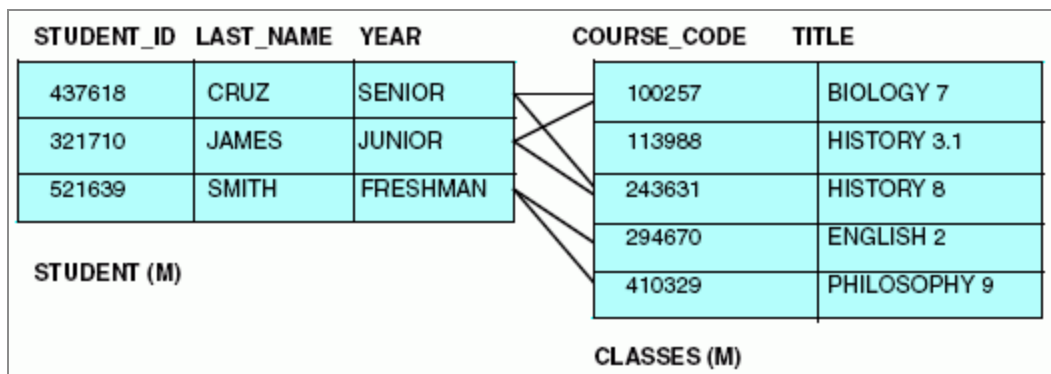 STUDENT_ID LAST_NAME YEAR COURSE_CODE TITLE
437618 CRUZ SENIOR 100257 BIOLOGY 7
321710 JAMES JUNIOR 113988 HISTORY 3.1
521639 SMITH FRESHMAN 243631 HISTORY 8
294670 ENGLISH 2
STUDENT (M) 410329 PHILOSOPHY 9
CLASSES (M)